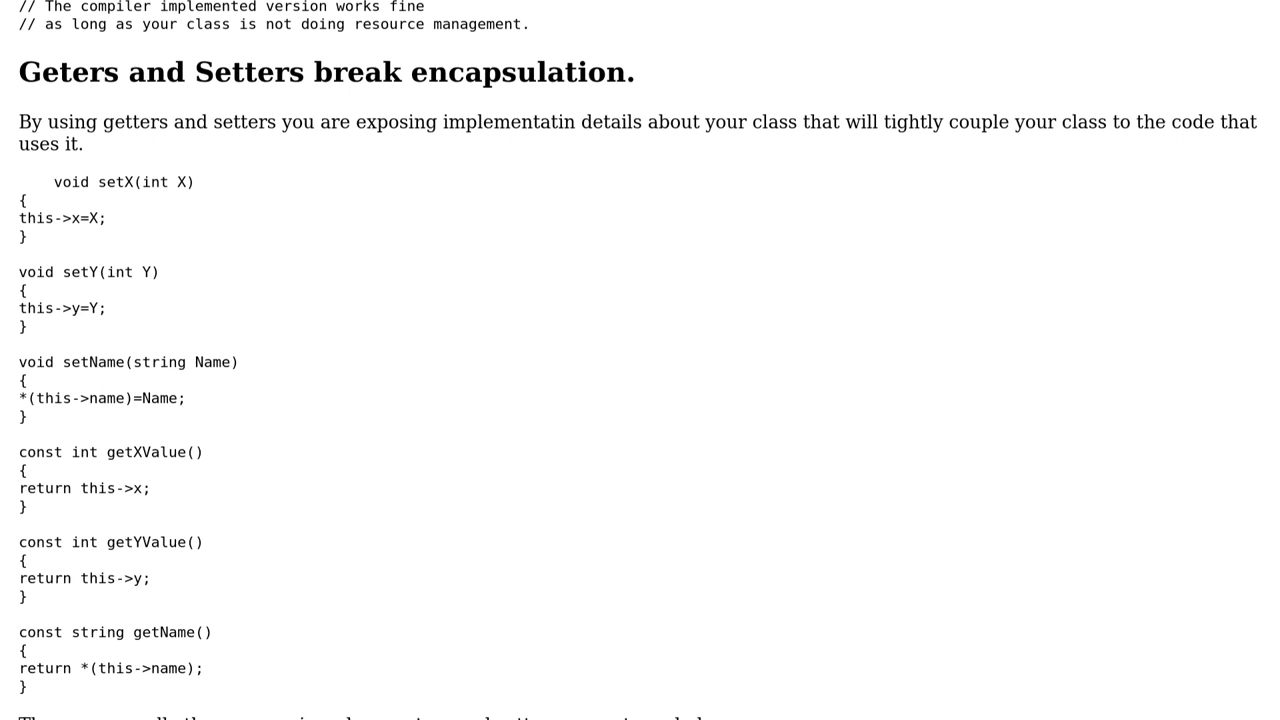 // The compiler implemented version works fine
// as long as your class is not doing resource management.
Geters and Setters break encapsulation.
By using getters and setters you are exposing implementatin details about your class that will tightly couple your class to the code that
uses it.
void setX(int X)
{
this->x=X;
}
void setY(int Y)
{
this->y=Y;
}
void setName(string Name)
{
*(this->name)=Name;
}
const int getXValue()
{
return this->x;
}
const int getYValue()
{
return this->y;
}
const string getName()
{
return *(this->name);
}